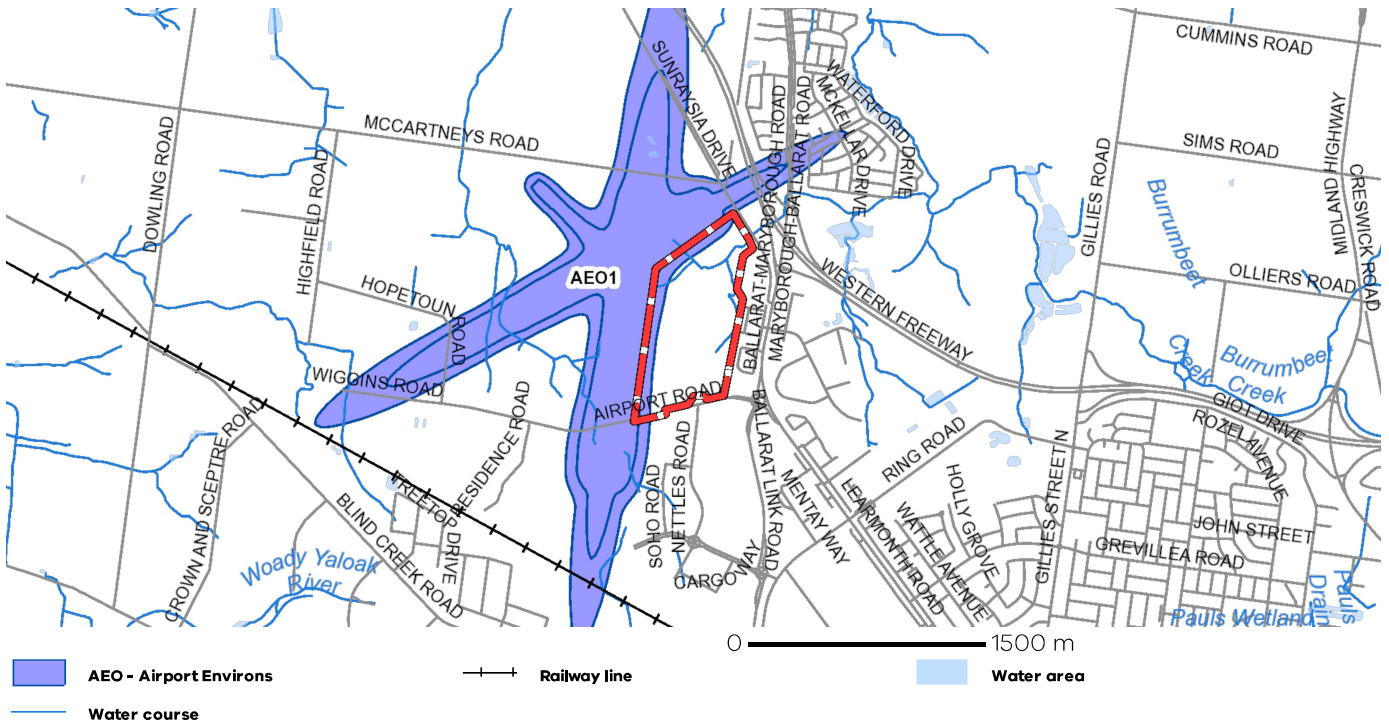 CUMMINS ROAD
SUNRAYSIA DRIVE
WATERFORD DRIVE
MCKELLAR DRIVE
MCCARTNEYS ROAD
SIMS ROAD
MIDLAND HIGHWAY
CRESWICK ROAD
DOWLING ROAD
HIGHFIELD ROAD
BALLARAT-MARYBOROUGH ROAD
MARYBOROUGH-BALLARAT ROAD
GILLIES ROAD
Burrumbeet
Creek
OLLIERS ROAD
AEO1
HOPETOUN ROAD
WESTERN FREEWAY
Burrumbeet
Creek
WIGGINS ROAD
AIRPORT ROAD
GIOT DRIVE
ROZEL AVENUE
CROWN AND SCEPTRE ROAD
RESIDENCE ROAD
TREETOP DRIVE
BLIND CREEK ROAD
SOHO ROAD
NETTLES ROAD
BALLARAT LINK ROAD
MENTAY WAY
LEARMONTH ROAD
RING ROAD
WATTLE AVENUE
HOLLY GROVE
GILLIES STREET N
JOHN STREET
GREVILLEA ROAD
Woady Yaloak
River
CARGO WAY
Pauls Wetland
Pauls
Drain
0 1500 m
AEO - Airport Environs
Railway line
Water area
Water course